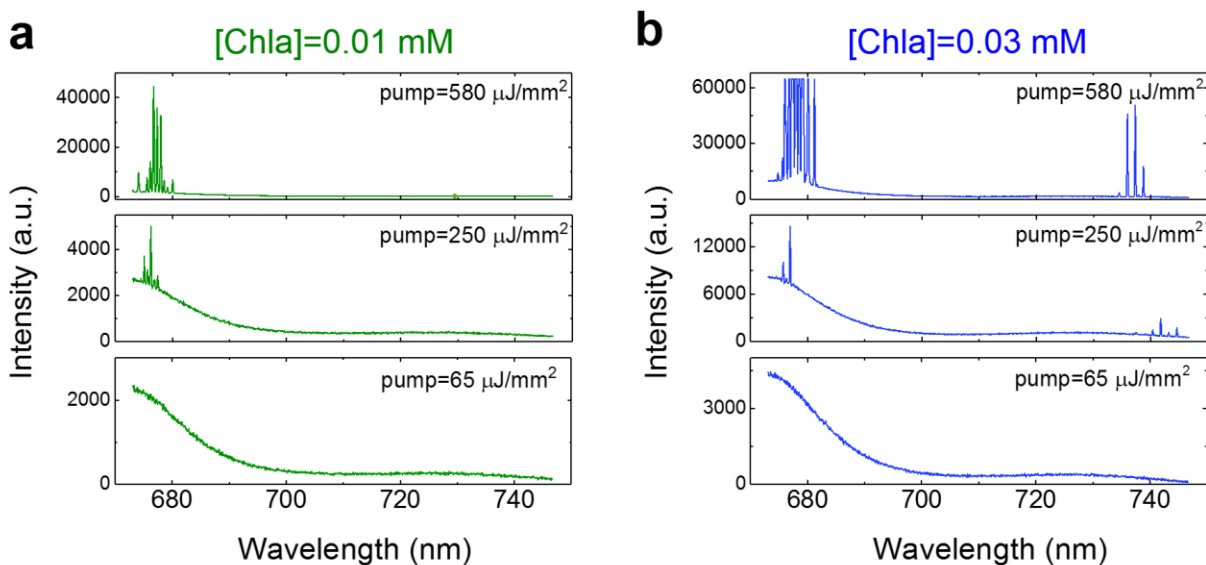 a
[Chla]=0.01 mM
pump=580 μJ/mm²
40000
20000
0
pump=250 μJ/mm²
4000
2000
0
pump=65 μJ/mm²
2000
0
680 700 720 740
Wavelength (nm)
Intensity (a.u.)
b
[Chla]=0.03 mM
pump=580 μJ/mm²
60000
30000
0
pump=250 μJ/mm²
12000
6000
0
pump=65 μJ/mm²
3000
0
680 700 720 740
Wavelength (nm)
Intensity (a.u.)